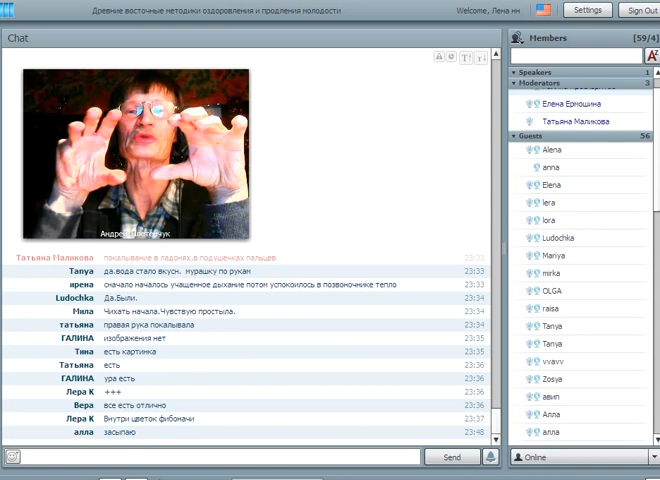 Древние восточные методики оздоровления и продления молодости
Welcome, Лена нн
Settings
Sign Out
Chat
Андрей
Татьяна Маликова покалывание в ладонях,в подушечках пальцев 23:33
Tanya да.вода стало вкусн. мурашку по рукам 23:33
ирена сначало началось учащенное дыхание потом успокоилось в позвоночнике тепло 23:33
Ludochka Да.Были. 23:34
Мила Чихать начала.Чувствую простыла. 23:34
татьяна правая рука покалывала 23:34
ГАЛИНА изображения нет 23:35
Тина есть картинка 23:35
Татьяна есть 23:36
ГАЛИНА ура есть 23:36
Лера К +++ 23:36
Вера все есть отлично 23:36
Лера К Внутри цветок фибоначи 23:37
алла засыпаю 23:48
Send
Members [59/4]
Speakers 1
Moderators 3
Елена Ермошина
Татьяна Маликова
Guests 56
Alena
anna
Elena
lera
lora
Ludochka
Mariya
mirka
OLGA
raisa
Tanya
Tanya
vvavv
Zosya
авип
Алла
алла
Online